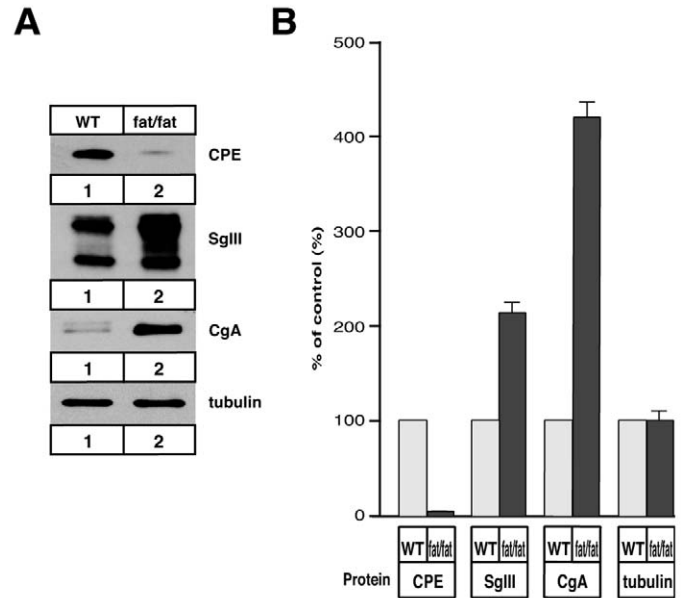 A
WT fat/fat
CPE
1 2
SgIII
1 2
CgA
1 2
tubulin
1 2
B
% of control (%)
500
400
300
200
100
0
WT fat/fat WT fat/fat WT fat/fat WT fat/fat
Protein CPE SgIII CgA tubulin